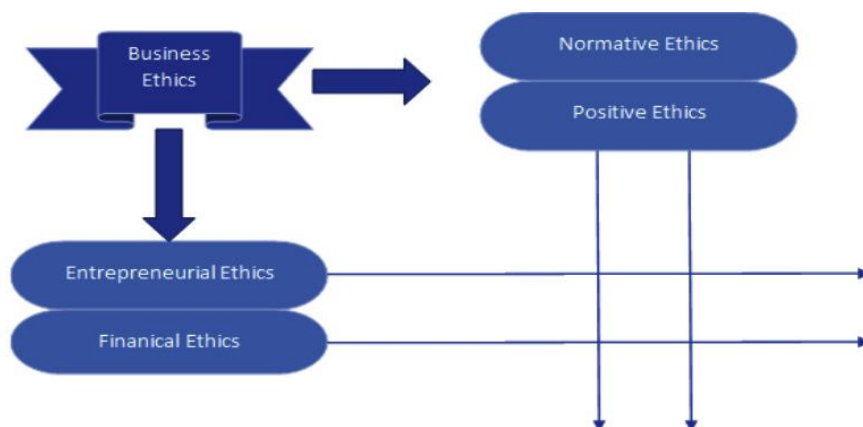 Business
Ethics
Normative Ethics
Positive Ethics
Entrepreneurial Ethics
Finanical Ethics